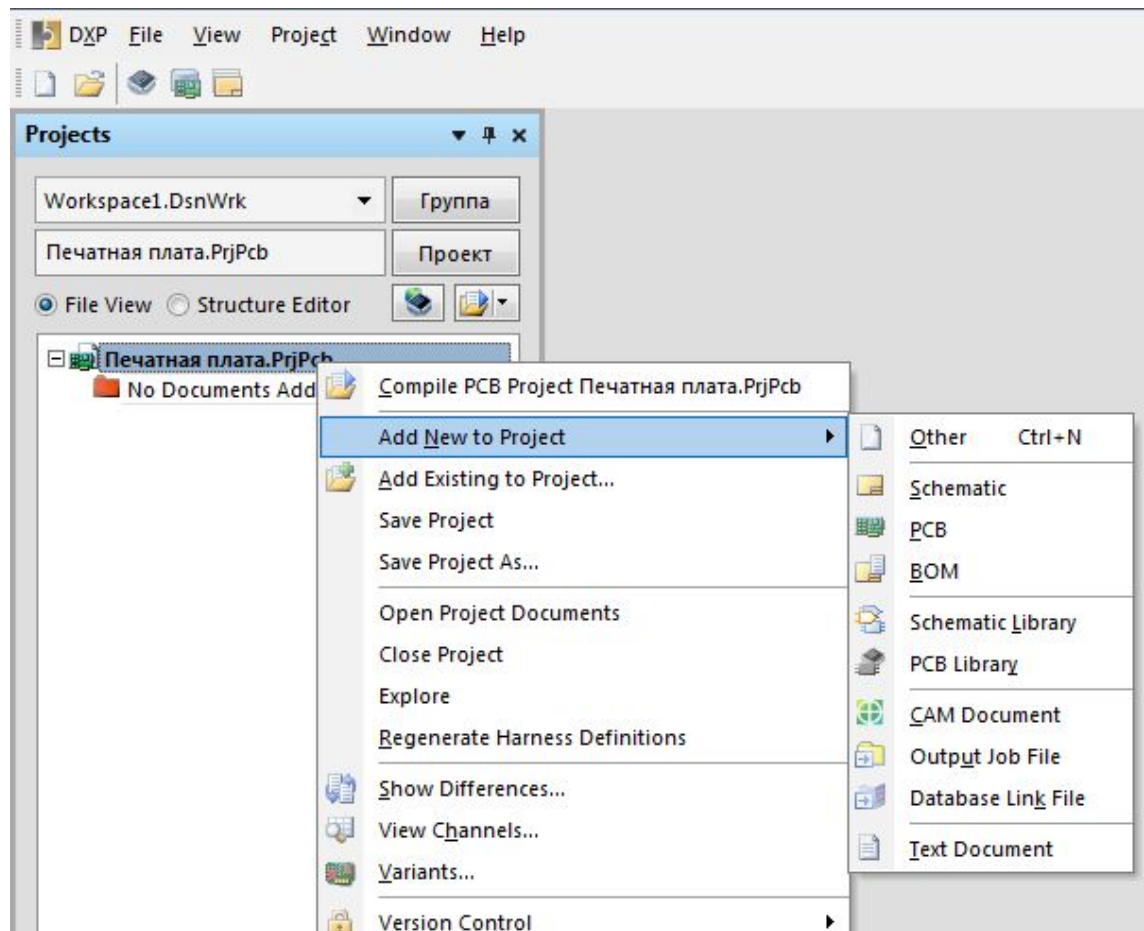 DXP File View Project Window Help
Projects
Workspace1.DsnWrk Группа
Печатная плата.PrjPcb Проект
File View Structure Editor
Печатная плата.PrjPcb
No Documents Add
Compile PCB Project Печатная плата.PrjPcb
Add New to Project
Add Existing to Project...
Save Project
Save Project As...
Open Project Documents
Close Project
Explore
Regenerate Harness Definitions
Show Differences...
View Channels...
Variants...
Version Control
Other Ctrl+N
Schematic
PCB
BOM
Schematic Library
PCB Library
CAM Document
Output Job File
Database Link File
Text Document